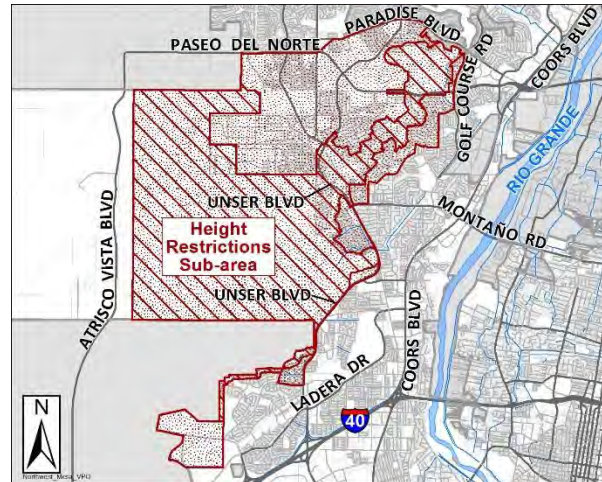 PARADISE BLVD
PASEO DEL NORTE
GOLF COURSE RD
COORS BLVD
RIO GRANDE
UNSER BLVD
MONTAÑO RD
Height
Restrictions
Sub-area
ATRISCO VISTA BLVD
UNSER BLVD
COORS BLVD
LADERA DR
N
40
Northwest_Mesa_VPO